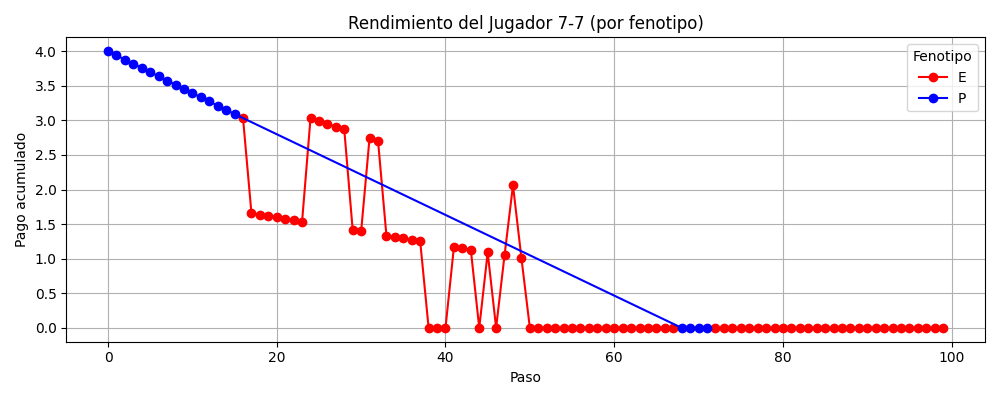 Rendimiento del Jugador 7-7 (por fenotipo)
Pago acumulado
4.0
3.5
3.0
2.5
2.0
1.5
1.0
0.5
0.0
Fenotipo
E
P
0 20 40 60 80 100
Paso